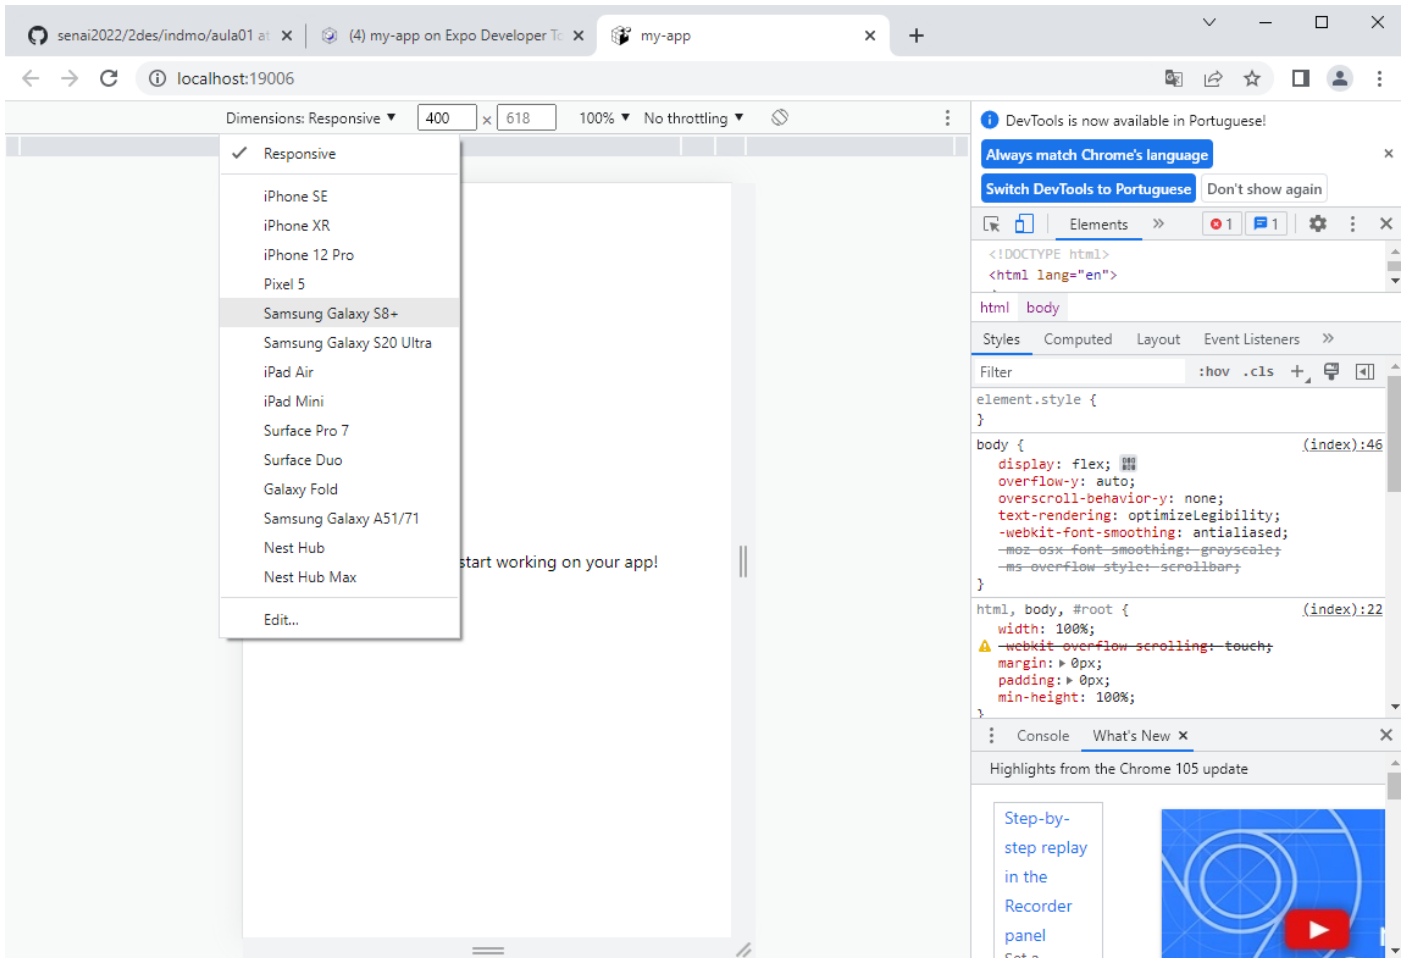 senai2022/2des/indmo/aula01 at
(4) my-app on Expo Developer To
my-app
localhost:19006
Dimensions: Responsive ▼ 400 × 618 100% ▼ No throttling ▼
Responsive
iPhone SE
iPhone XR
iPhone 12 Pro
Pixel 5
Samsung Galaxy S8+
Samsung Galaxy S20 Ultra
iPad Air
iPad Mini
Surface Pro 7
Surface Duo
Galaxy Fold
Samsung Galaxy A51/71
Nest Hub
Nest Hub Max
Edit...
start working on your app!
DevTools is now available in Portuguese!
Always match Chrome's language
Switch DevTools to Portuguese Don't show again
Elements 1 1
<!DOCTYPE html>
<html lang="en">
html body
Styles Computed Layout Event Listeners
Filter :hov .cls
element.style {
}
body { (index):46
display: flex;
overflow-y: auto;
overscroll-behavior-y: none;
text-rendering: optimizeLegibility;
-webkit-font-smoothing: antialiased;
-moz-osx-font-smoothing: grayscale;
-ms-overflow-style: scrollbar;
}
html, body, #root { (index):22
width: 100%;
-webkit-overflow-scrolling: touch;
margin: 0px;
padding: 0px;
min-height: 100%;
}
Console What's New
Highlights from the Chrome 105 update
Step-by-
step replay
in the
Recorder
panel
Set a